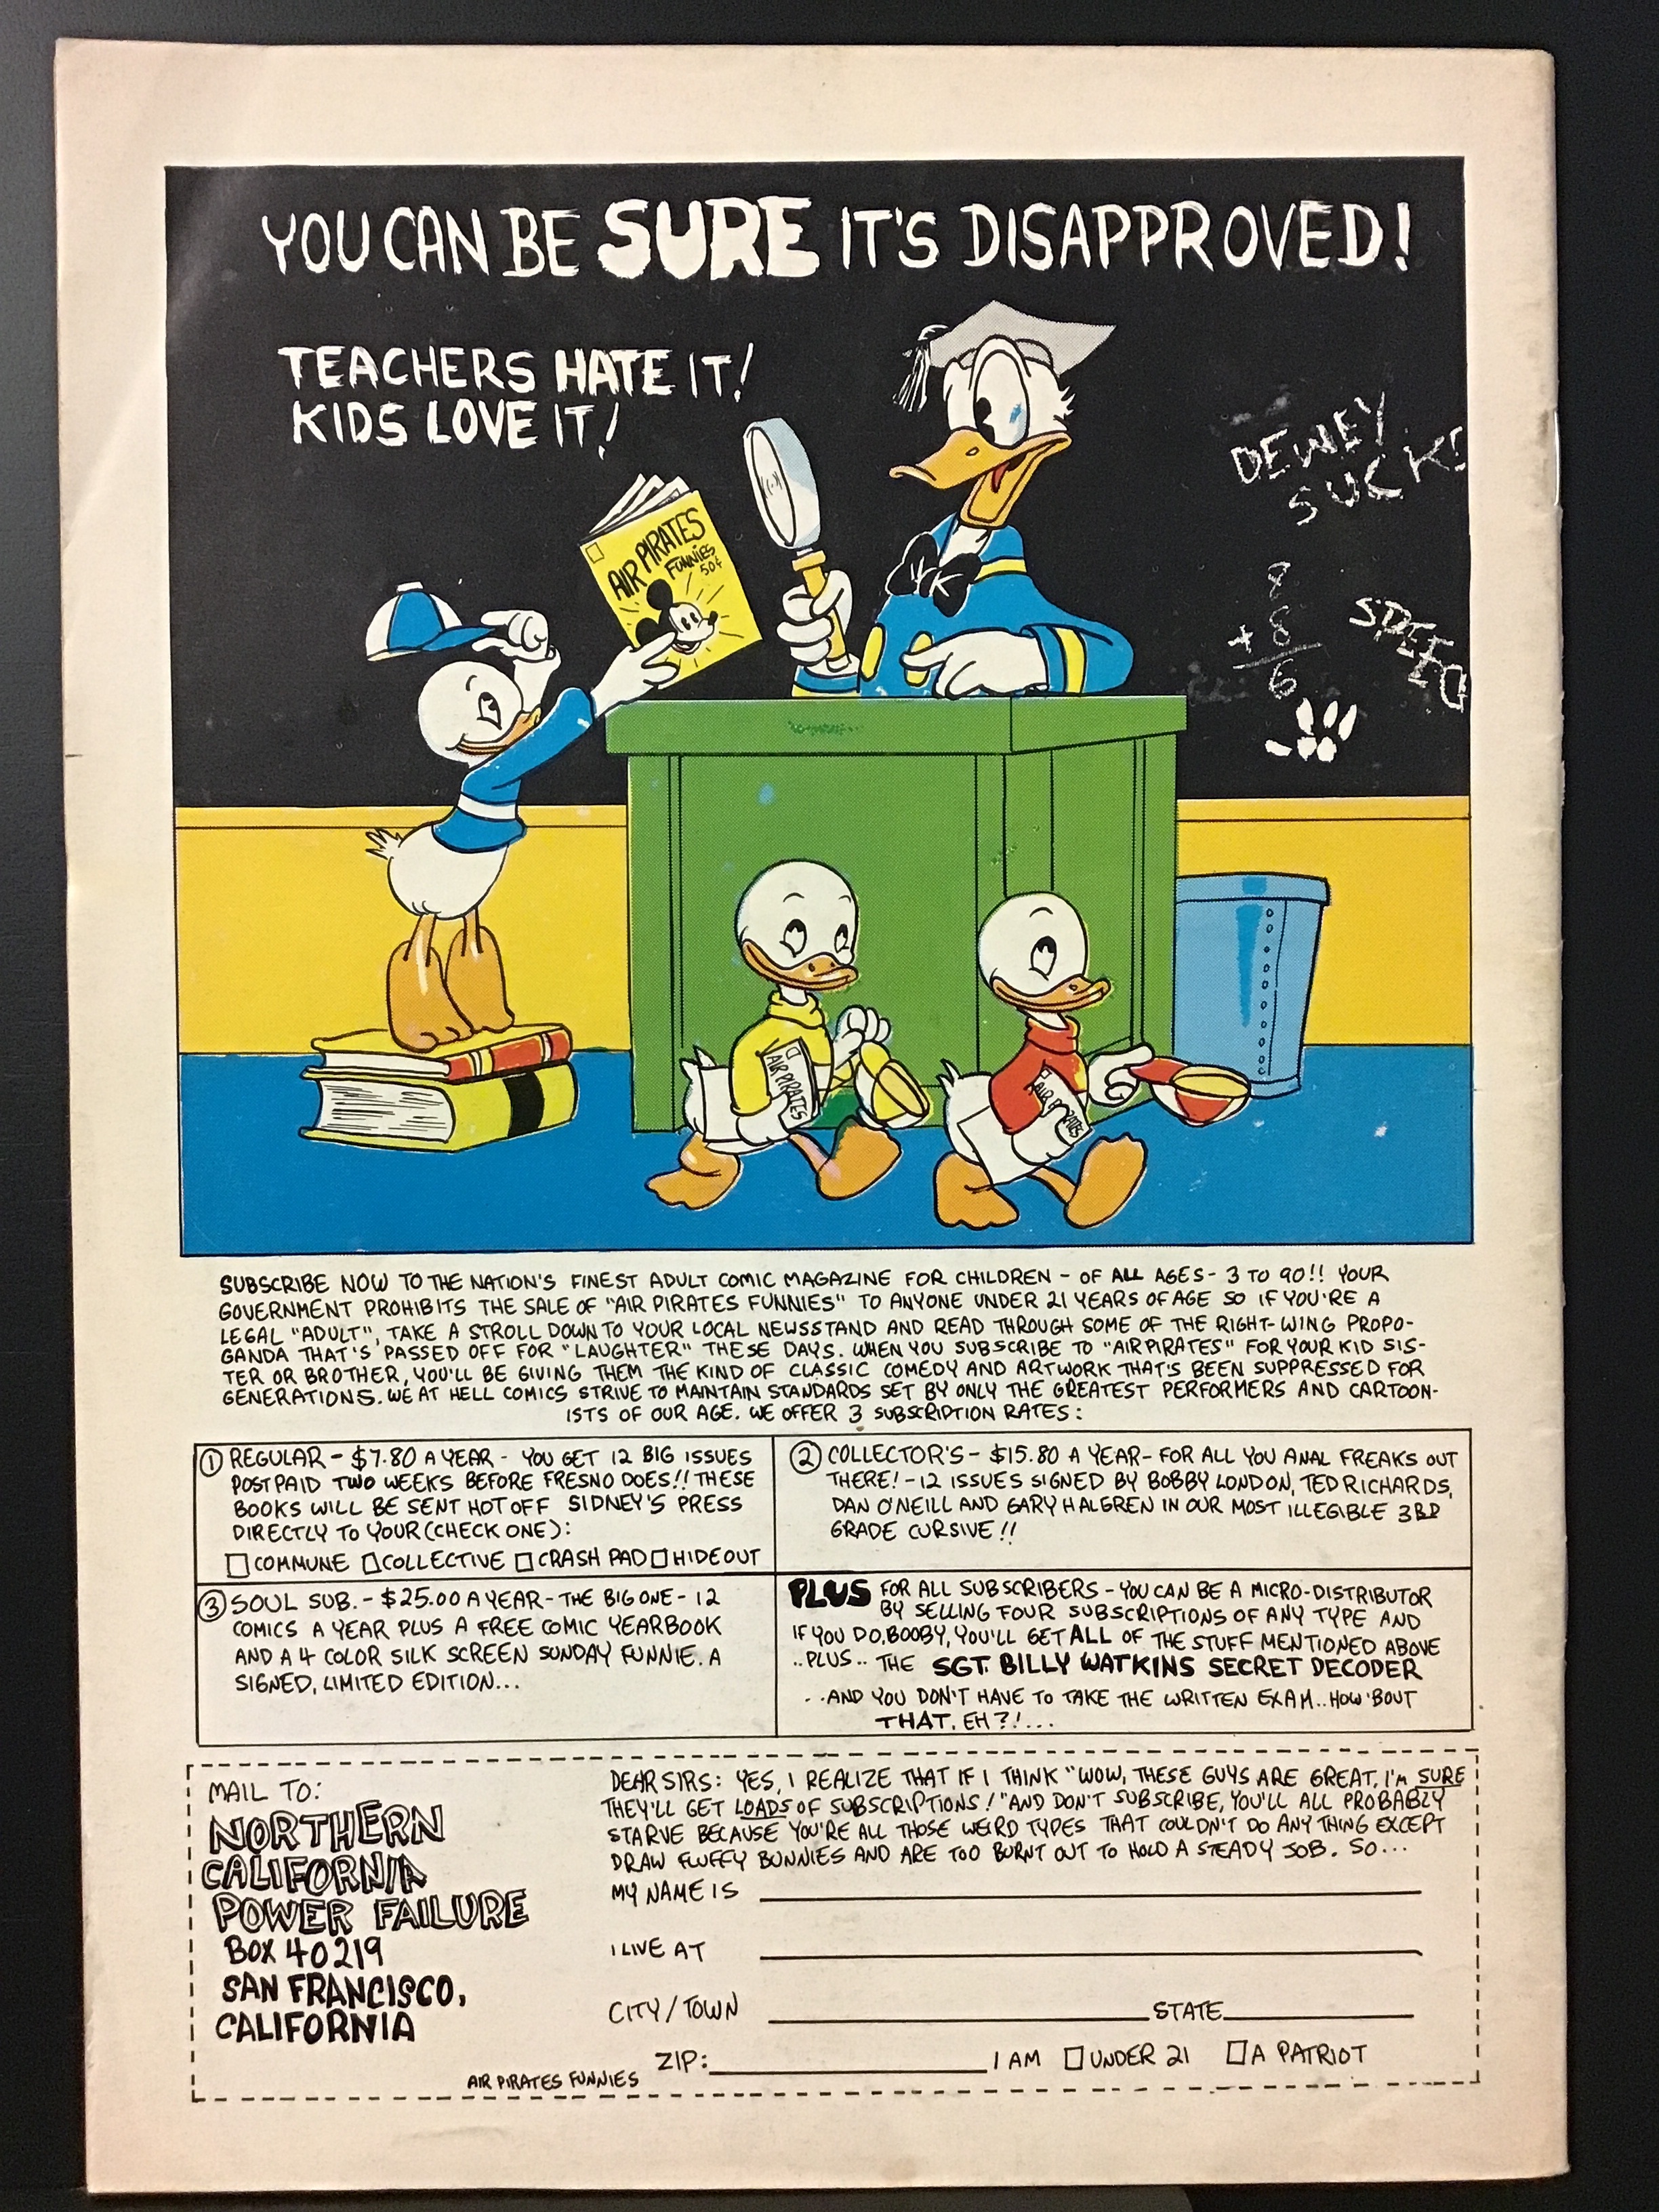 YOU CAN BE SURE IT'S DISAPPROVED!
TEACHERS HATE IT!
KIDS LOVE IT!
DEWEY
SUCKS
AIR PIRATES
FUNNIES
50¢
8
+ 8
6
SPEED
AIR PIRATES
AIR PIRATES
SUBSCRIBE NOW TO THE NATION'S FINEST ADULT COMIC MAGAZINE FOR CHILDREN - OF ALL AGES - 3 TO 90!! YOUR
GOVERNMENT PROHIBITS THE SALE OF "AIR PIRATES FUNNIES" TO ANYONE UNDER 21 YEARS OF AGE SO IF YOU'RE A
LEGAL "ADULT", TAKE A STROLL DOWN TO YOUR LOCAL NEWSSTAND AND READ THROUGH SOME OF THE RIGHT-WING PROPO-
GANDA THAT'S PASSED OFF FOR "LAUGHTER" THESE DAYS. WHEN YOU SUBSCRIBE TO "AIR PIRATES" FOR YOUR KID SIS-
TER OR BROTHER, YOU'LL BE GIVING THEM THE KIND OF CLASSIC COMEDY AND ARTWORK THAT'S BEEN SUPPRESSED FOR
GENERATIONS. WE AT HELL COMICS STRIVE TO MAINTAIN STANDARDS SET BY ONLY THE GREATEST PERFORMERS AND CARTOON-
ISTS OF OUR AGE. WE OFFER 3 SUBSCRIPTION RATES:
① REGULAR - $7.80 A YEAR - YOU GET 12 BIG ISSUES
POSTPAID TWO WEEKS BEFORE FRESNO DOES!! THESE
BOOKS WILL BE SENT HOT OFF SIDNEY'S PRESS
DIRECTLY TO YOUR (CHECK ONE):
□ COMMUNE □ COLLECTIVE □ CRASH PAD □ HIDEOUT
② COLLECTOR'S - $15.80 A YEAR - FOR ALL YOU ANAL FREAKS OUT
THERE! - 12 ISSUES SIGNED BY BOBBY LONDON, TED RICHARDS,
DAN O'NEILL AND GARY HALGREN IN OUR MOST ILLEGIBLE 3RD
GRADE CURSIVE!!
③ SOUL SUB. - $25.00 A YEAR - THE BIG ONE - 12
COMICS A YEAR PLUS A FREE COMIC YEARBOOK
AND A 4 COLOR SILK SCREEN SUNDAY FUNNIE. A
SIGNED, LIMITED EDITION...
PLUS FOR ALL SUBSCRIBERS - YOU CAN BE A MICRO-DISTRIBUTOR
BY SELLING FOUR SUBSCRIPTIONS OF ANY TYPE AND
IF YOU DO, BOOBY, YOU'LL GET ALL OF THE STUFF MENTIONED ABOVE
..PLUS.. THE SGT. BILLY WATKINS SECRET DECODER
...AND YOU DON'T HAVE TO TAKE THE WRITTEN EXAM.. HOW 'BOUT
THAT, EH?!...
MAIL TO:
NORTHERN
CALIFORNIA
POWER FAILURE
BOX 40219
SAN FRANCISCO,
CALIFORNIA
DEAR SIRS: YES, I REALIZE THAT IF I THINK "WOW, THESE GUYS ARE GREAT, I'M SURE
THEY'LL GET LOADS OF SUBSCRIPTIONS!" AND DON'T SUBSCRIBE, YOU'LL ALL PROBABLY
STARVE BECAUSE YOU'RE ALL THOSE WEIRD TYPES THAT COULDN'T DO ANYTHING EXCEPT
DRAW FLUFFY BUNNIES AND ARE TOO BURNT OUT TO HOLD A STEADY JOB. SO...
MY NAME IS
I LIVE AT
CITY/TOWN STATE
ZIP: I AM □ UNDER 21 □ A PATRIOT
AIR PIRATES FUNNIES